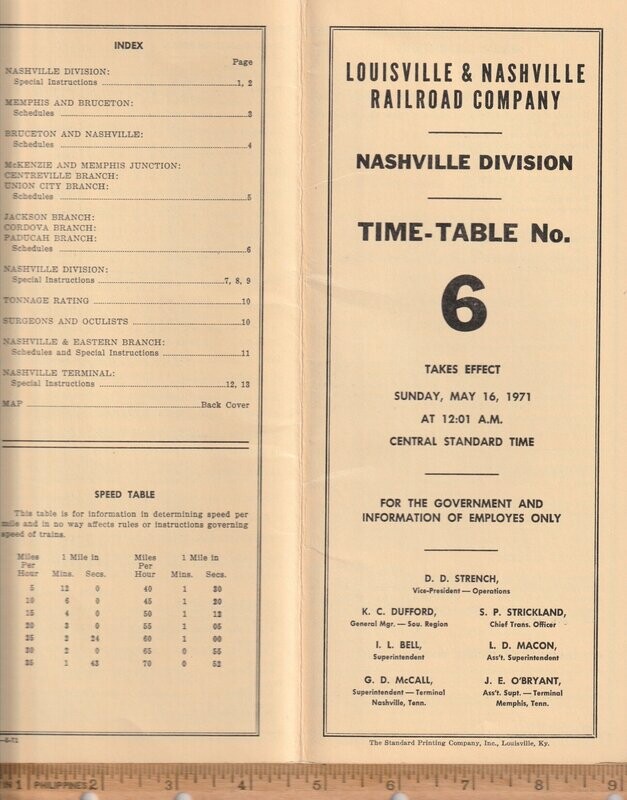 INDEX
Page
NASHVILLE DIVISION:
Special Instructions ........ 1, 2
MEMPHIS AND BRUCETON:
Schedules ........ 3
BRUCETON AND NASHVILLE:
Schedules ........ 4
McKENZIE AND MEMPHIS JUNCTION:
CENTREVILLE BRANCH:
UNION CITY BRANCH:
Schedules ........ 5
JACKSON BRANCH:
CORDOVA BRANCH:
PADUCAH BRANCH:
Schedules ........ 6
NASHVILLE DIVISION:
Special Instructions ........ 7, 8, 9
TONNAGE RATING ........ 10
SURGEONS AND OCULISTS ........ 10
NASHVILLE & EASTERN BRANCH:
Schedules and Special Instructions ........ 11
NASHVILLE TERMINAL:
Special Instructions ........ 12, 13
MAP ........ Back Cover
SPEED TABLE
This table is for information in determining speed per
mile and in no way affects rules or instructions governing
speed of trains.
Miles 1 Mile in Miles 1 Mile in
Per Per
Hour Mins. Secs. Hour Mins. Secs.
5 12 0 40 1 30
10 6 0 45 1 20
15 4 0 50 1 12
20 3 0 55 1 05
25 2 24 60 1 00
30 2 0 65 0 55
35 1 43 70 0 52
LOUISVILLE & NASHVILLE
RAILROAD COMPANY
NASHVILLE DIVISION
TIME-TABLE No.
6
TAKES EFFECT
SUNDAY, MAY 16, 1971
AT 12:01 A.M.
CENTRAL STANDARD TIME
FOR THE GOVERNMENT AND
INFORMATION OF EMPLOYES ONLY
D. D. STRENCH,
Vice-President — Operations
K. C. DUFFORD, S. P. STRICKLAND,
General Mgr. — Sou. Region Chief Trans. Officer
I. L. BELL, L. D. MACON,
Superintendent Ass't. Superintendent
G. D. McCALL, J. E. O'BRYANT,
Superintendent — Terminal Ass't. Supt. — Terminal
Nashville, Tenn. Memphis, Tenn.
The Standard Printing Company, Inc., Louisville, Ky.
1 PHILIPPINES 2 3 4 5 6 7 8 9